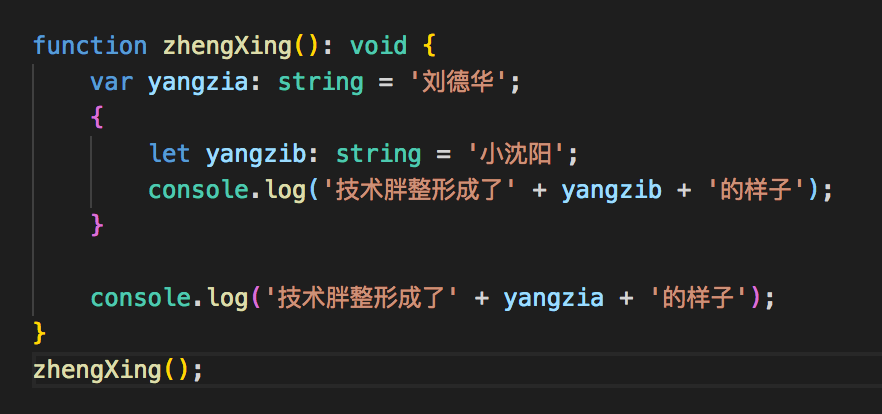 function zhengXing(): void {
var yangzia: string = '刘德华';
{
let yangzib: string = '小沈阳';
console.log('技术胖整形成了' + yangzib + '的样子');
}
console.log('技术胖整形成了' + yangzia + '的样子');
}
zhengXing();